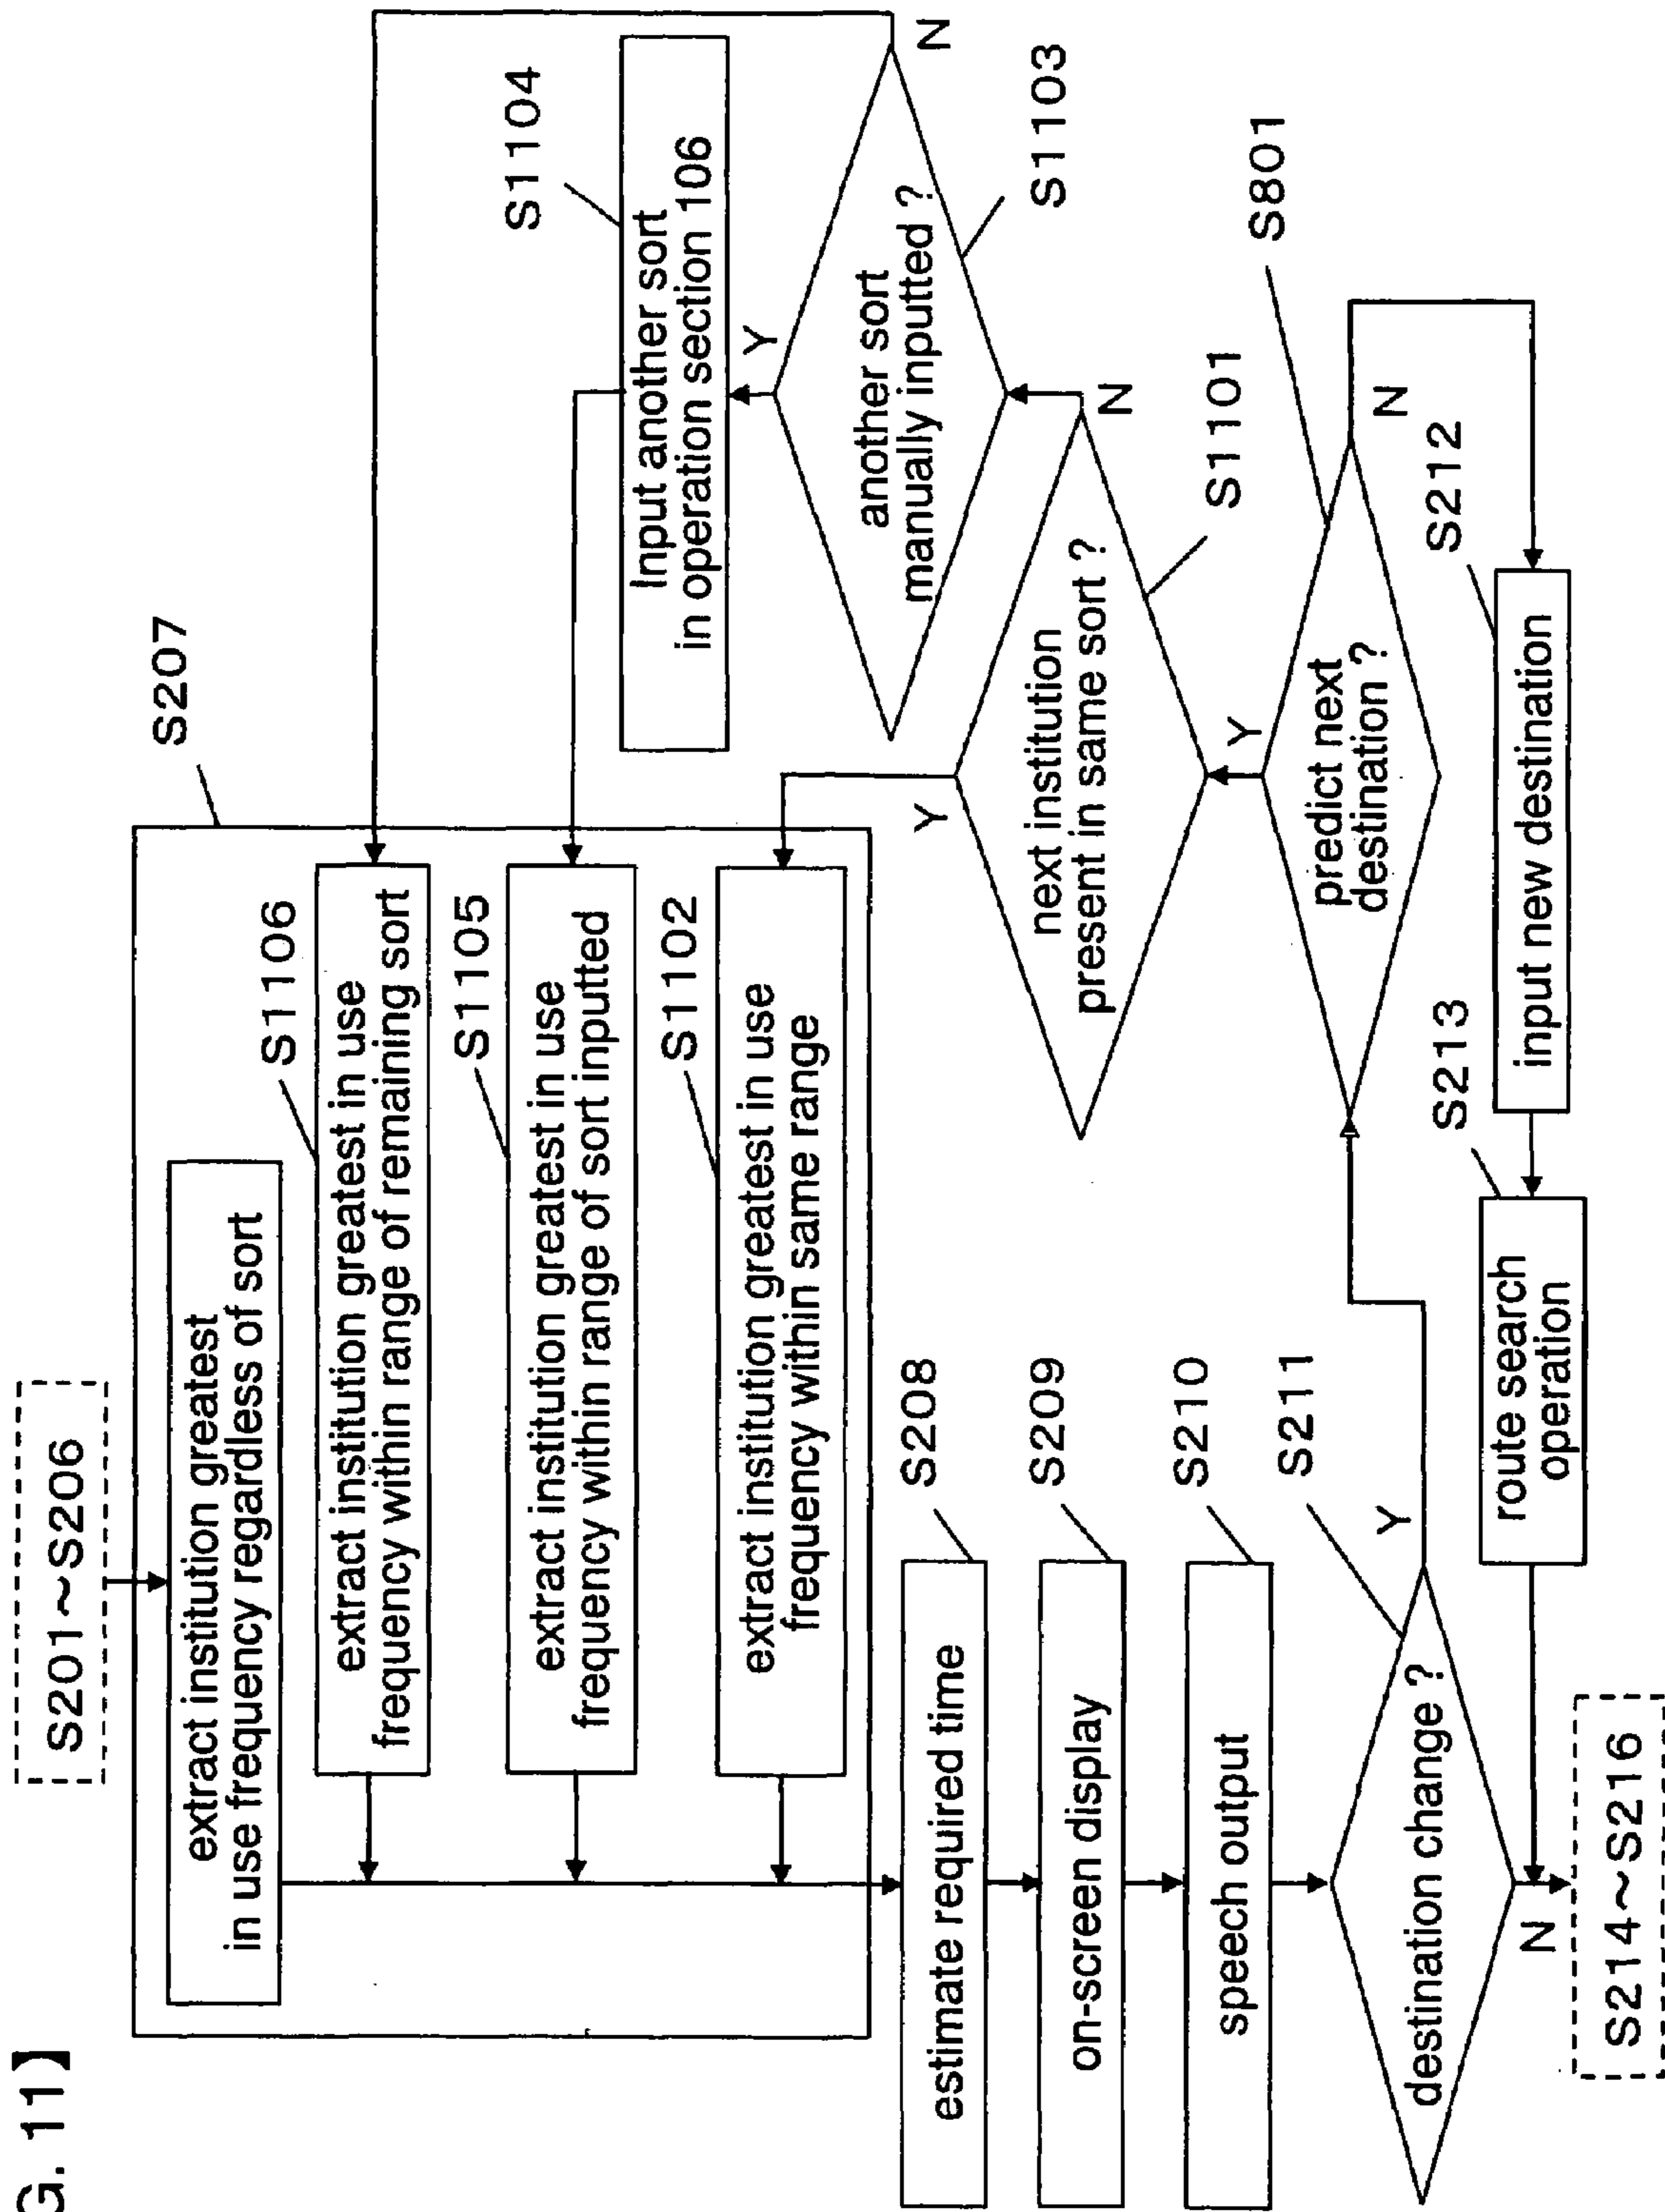 G. 11】
S201~S206
S207
extract institution greatest
in use frequency regardless of sort
S1106
extract institution greatest in use
frequency within range of remaining sort
S1105
extract institution greatest in use
frequency within range of sort inputted
S1102
extract institution greatest in use
frequency within same range
S1104
Input another sort
in operation section 106
Y
another sort
manually inputted ?
N
S1103
Y
next institution
present in same sort ?
N
S1101
Y
predict next
destination ?
N
S801
S208
estimate required time
S209
on-screen display
S210
speech output
S211
destination change ?
Y
N
S212
input new destination
S213
route search
operation
S214~S216